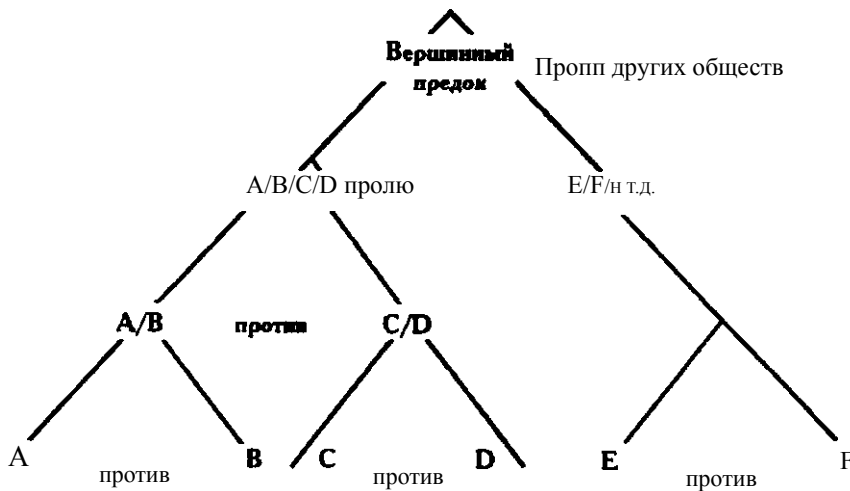 Вершинный
предок
Пропп других обществ
A/B/C/D пролю
E/F/н т.д.
A/B против C/D
A против B C против D E против F